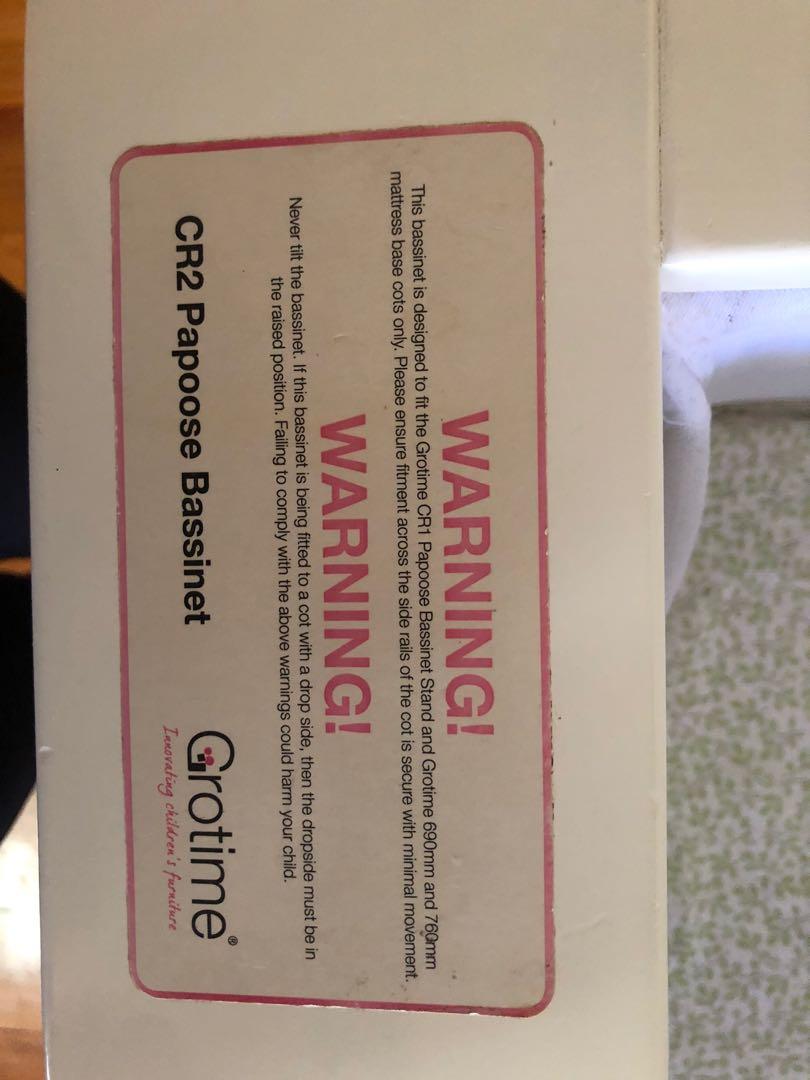 WARNING!
This bassinet is designed to fit the Grotime CR1 Papoose Bassinet Stand and Grotime 690mm and 760mm
mattress base cots only. Please ensure fitment across the side rails of the cot is secure with minimal movement.
WARNING!
Never tilt the bassinet. If this bassinet is being fitted to a cot with a drop side, then the dropside must be in
the raised position. Failing to comply with the above warnings could harm your child.
CR2 Papoose Bassinet
Grotime®
Innovating children's furniture